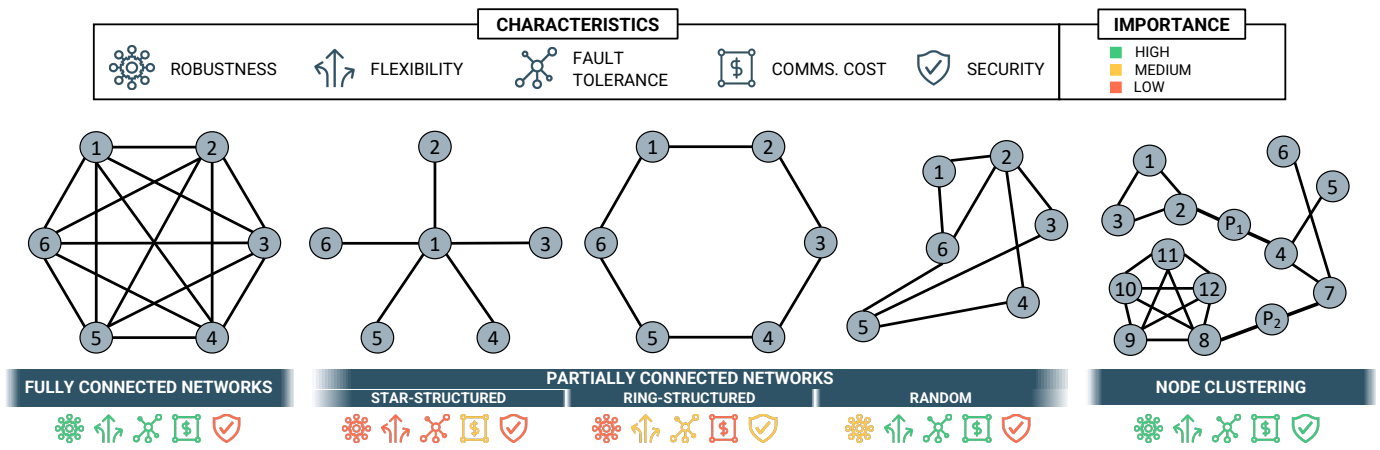 CHARACTERISTICS
IMPORTANCE
ROBUSTNESS
FLEXIBILITY
FAULT
TOLERANCE
COMMS. COST
SECURITY
HIGH
MEDIUM
LOW
1
2
6
3
5
4
2
6
1
3
5
4
1
2
6
3
5
4
1
2
3
6
4
5
1
6
5
3
2
P1
4
11
10
12
7
P2
9
8
FULLY CONNECTED NETWORKS
PARTIALLY CONNECTED NETWORKS
STAR-STRUCTURED
RING-STRUCTURED
RANDOM
NODE CLUSTERING
$
$
$
$
$
$